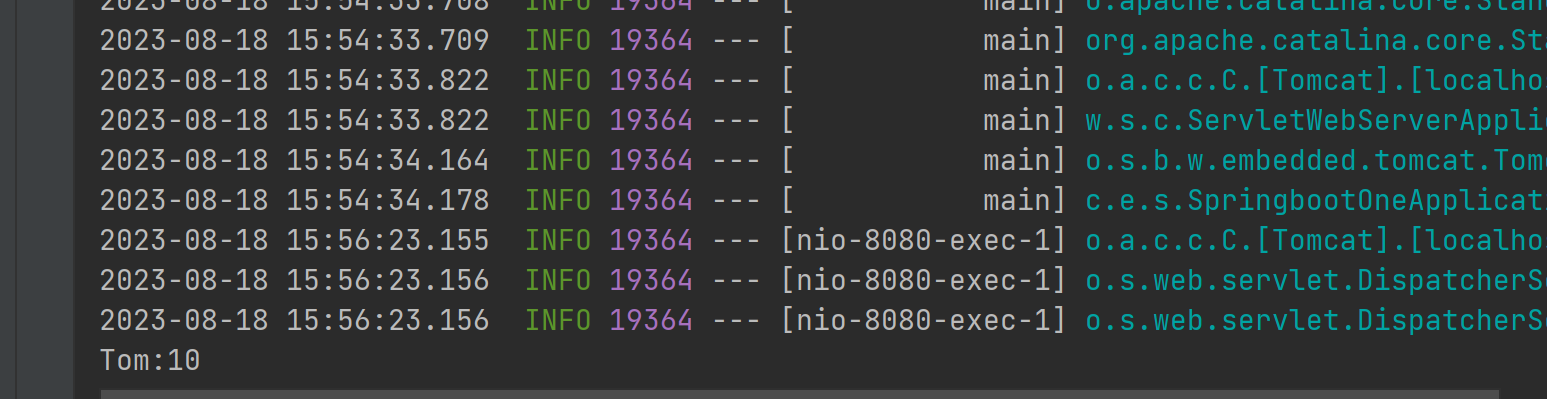 2023-08-18 15:54:33.708 INFO 19364 --- [ main] o.apache.catalina.core.Stan
2023-08-18 15:54:33.709 INFO 19364 --- [ main] org.apache.catalina.core.Sta
2023-08-18 15:54:33.822 INFO 19364 --- [ main] o.a.c.c.C.[Tomcat].[localhos
2023-08-18 15:54:33.822 INFO 19364 --- [ main] w.s.c.ServletWebServerApplic
2023-08-18 15:54:34.164 INFO 19364 --- [ main] o.s.b.w.embedded.tomcat.Tomc
2023-08-18 15:54:34.178 INFO 19364 --- [ main] c.e.s.SpringbootOneApplicati
2023-08-18 15:56:23.155 INFO 19364 --- [nio-8080-exec-1] o.a.c.c.C.[Tomcat].[localhos
2023-08-18 15:56:23.156 INFO 19364 --- [nio-8080-exec-1] o.s.web.servlet.DispatcherSe
2023-08-18 15:56:23.156 INFO 19364 --- [nio-8080-exec-1] o.s.web.servlet.DispatcherSe
Tom:10